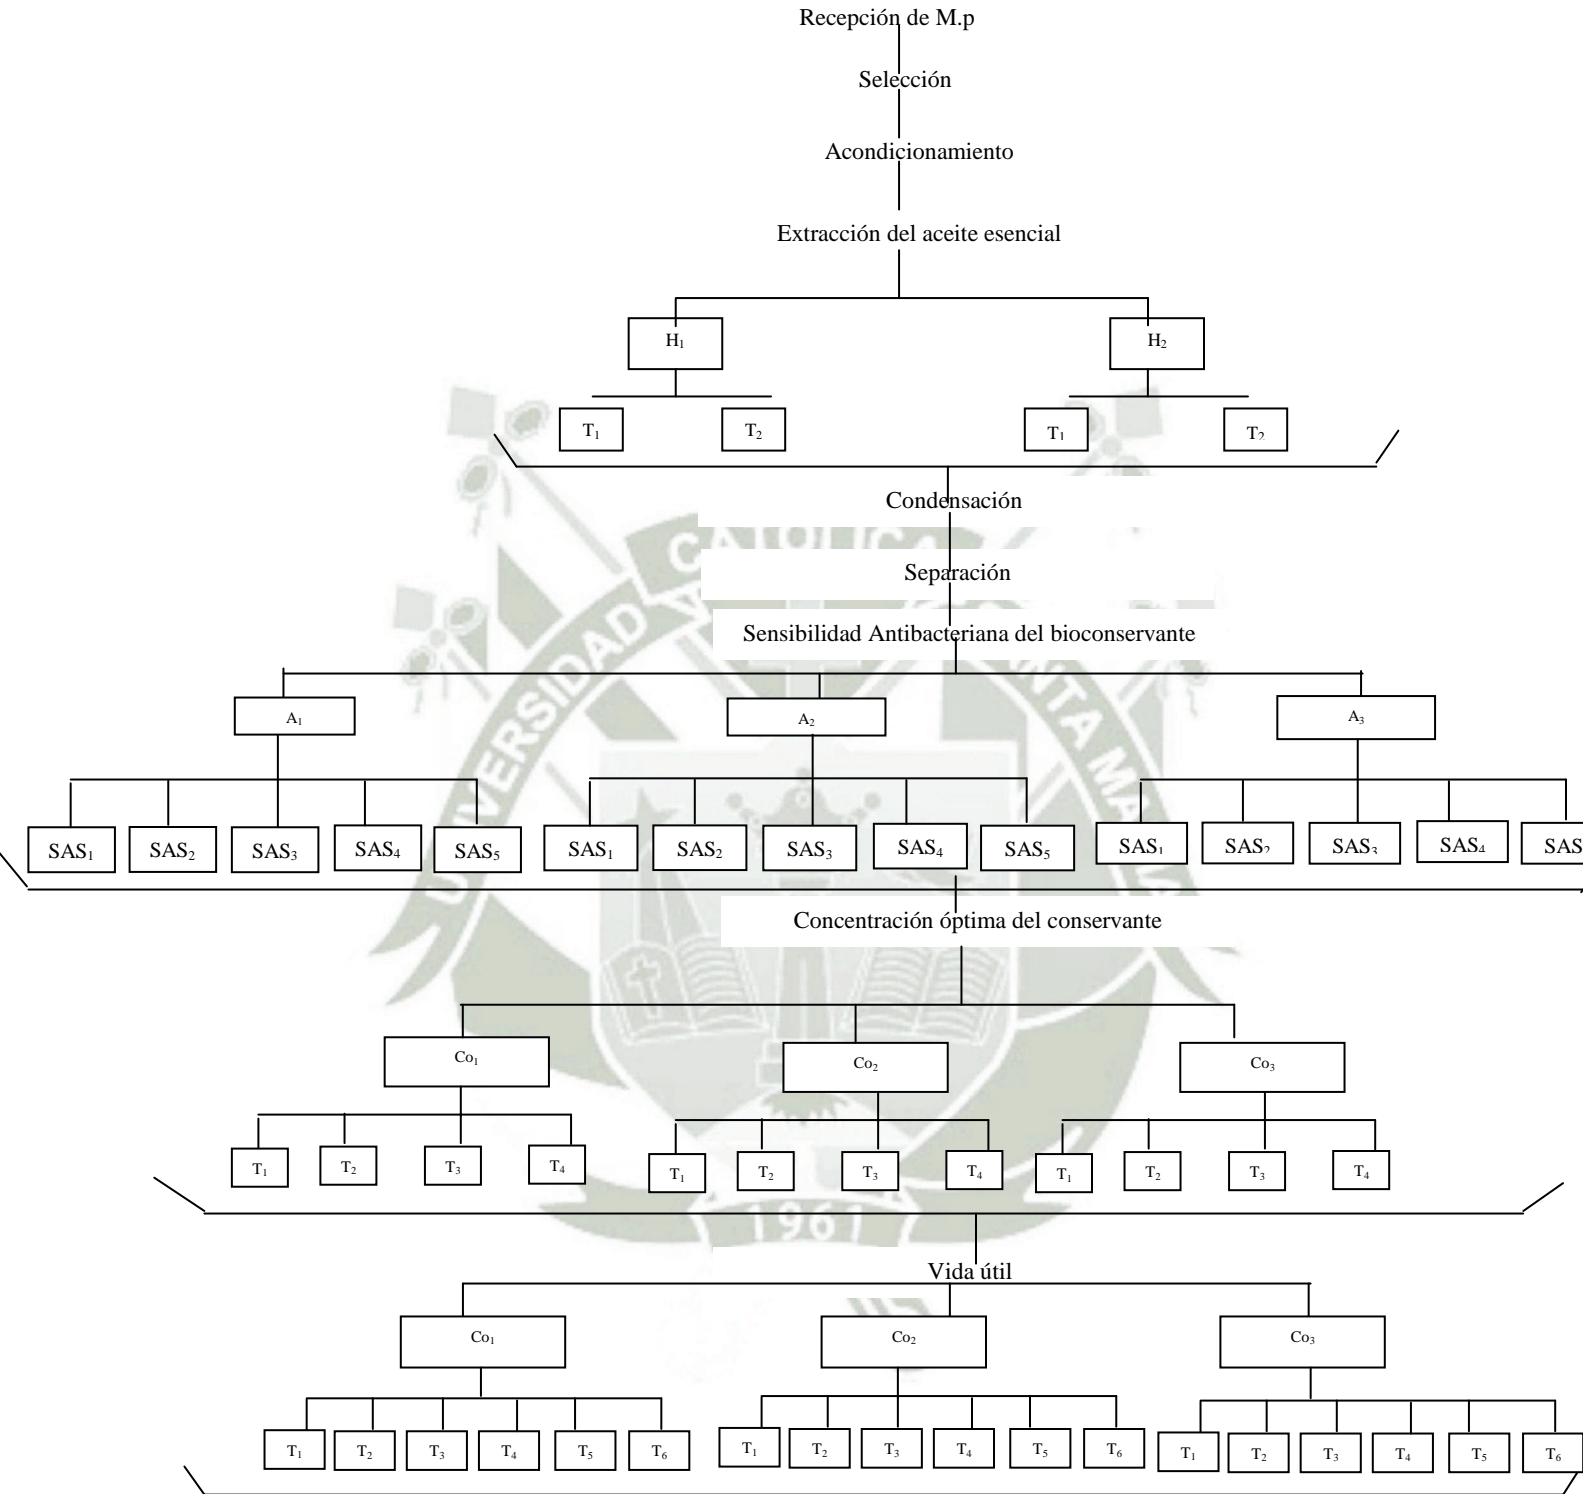 Recepción de M.p
Selección
Acondicionamiento
Extracción del aceite esencial
H₁ H₂
T₁ T₂ T₁ T₂
Condensación
CATOLICA
Separación
UNIVERSIDAD
Sensibilidad Antibacteriana del bioconservante
A₁ A₂ A₃
SAS₁ SAS₂ SAS₃ SAS₄ SAS₅ SAS₁ SAS₂ SAS₃ SAS₄ SAS₅ SAS₁ SAS₂ SAS₃ SAS₄ SAS
Concentración óptima del conservante
Co₁ Co₂ Co₃
T₁ T₂ T₃ T₄ T₁ T₂ T₃ T₄ T₁ T₂ T₃ T₄
1961
Vida útil
Co₁ Co₂ Co₃
T₁ T₂ T₃ T₄ T₅ T₆ T₁ T₂ T₃ T₄ T₅ T₆ T₁ T₂ T₃ T₄ T₅ T₆